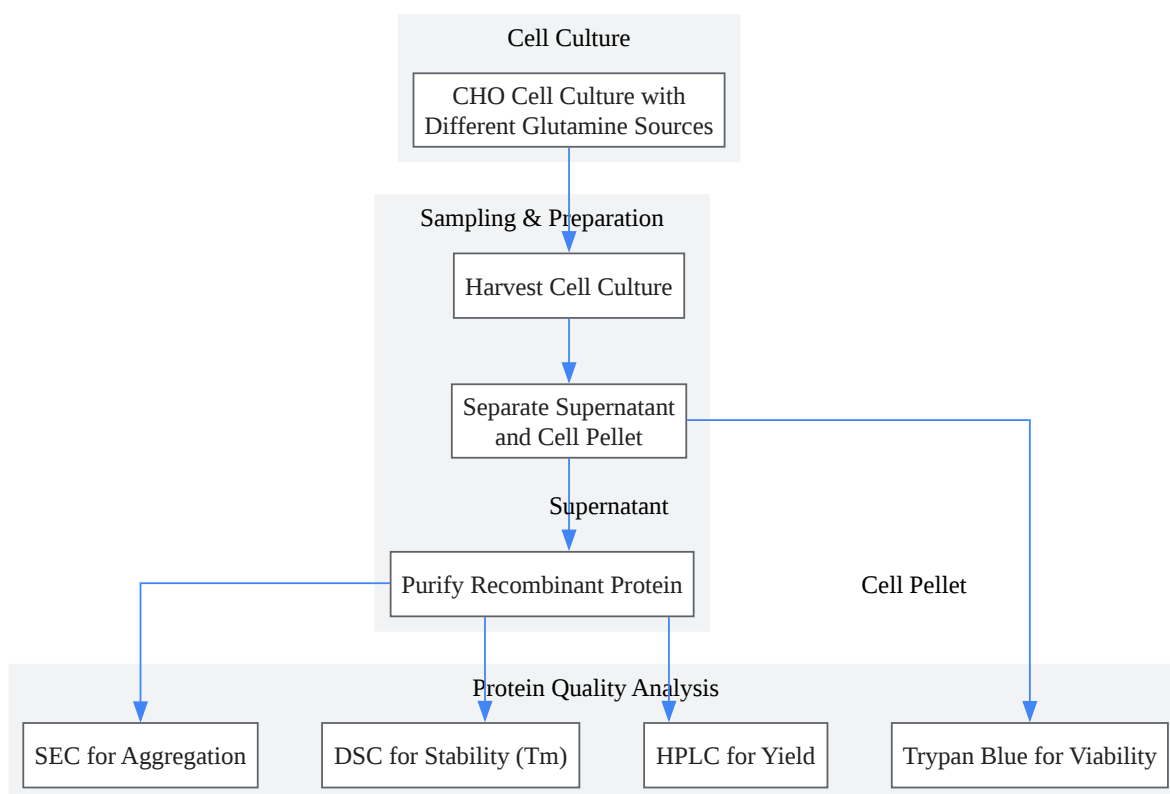 Cell Culture
CHO Cell Culture with
Different Glutamine Sources
Sampling & Preparation
Harvest Cell Culture
Separate Supernatant
and Cell Pellet
Supernatant
Purify Recombinant Protein
Cell Pellet
Protein Quality Analysis
SEC for Aggregation
DSC for Stability (Tm)
HPLC for Yield
Trypan Blue for Viability